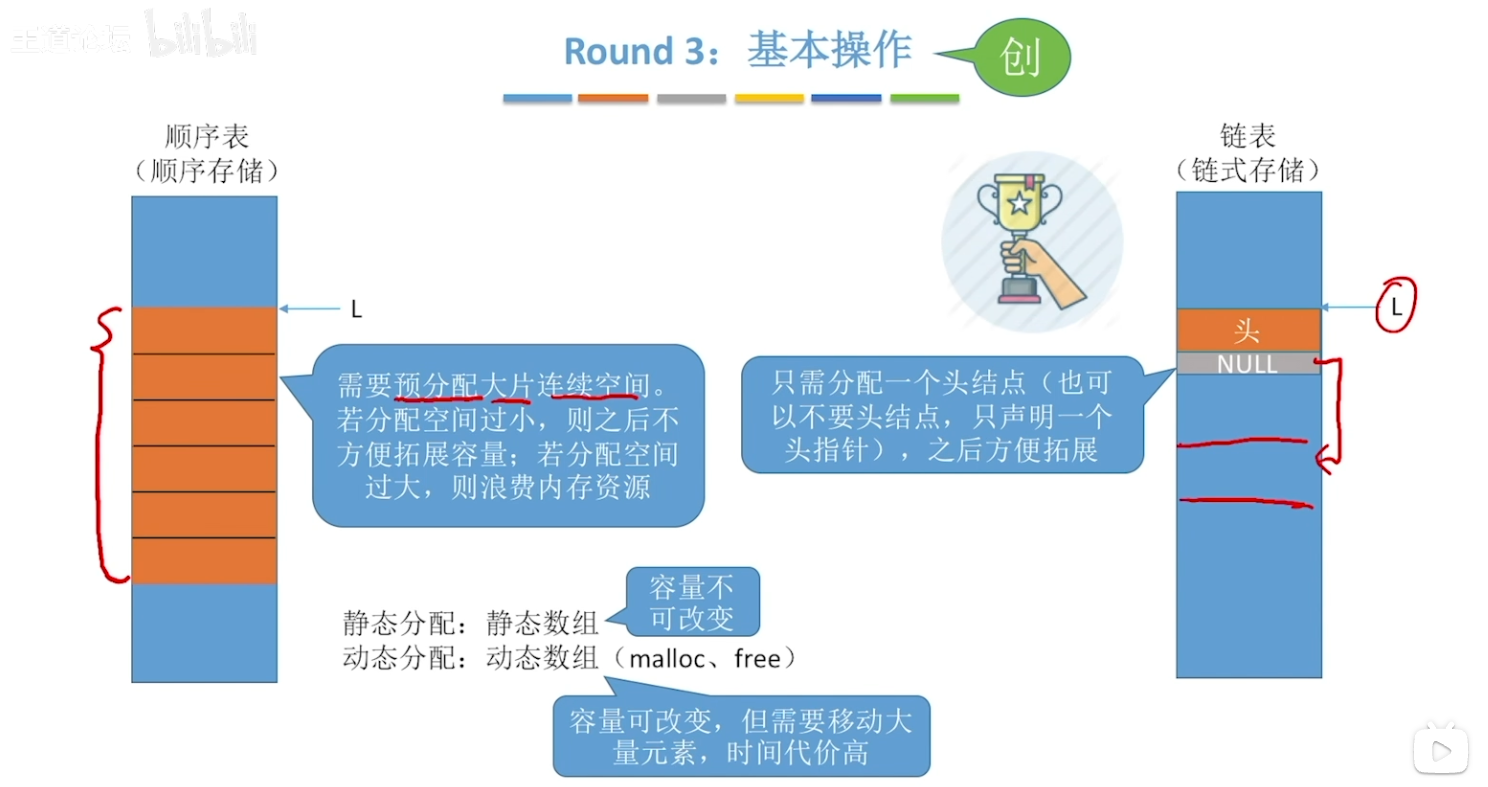 王道论坛 bilibili
Round 3：基本操作
创
顺序表
（顺序存储）
L
需要预分配大片连续空间。
若分配空间过小，则之后不
方便拓展容量；若分配空间
过大，则浪费内存资源
静态分配：静态数组
容量不
可改变
动态分配：动态数组（malloc、free）
容量可改变，但需要移动大
量元素，时间代价高
链表
（链式存储）
L
头
NULL
只需分配一个头结点（也可
以不要头结点，只声明一个
头指针），之后方便拓展